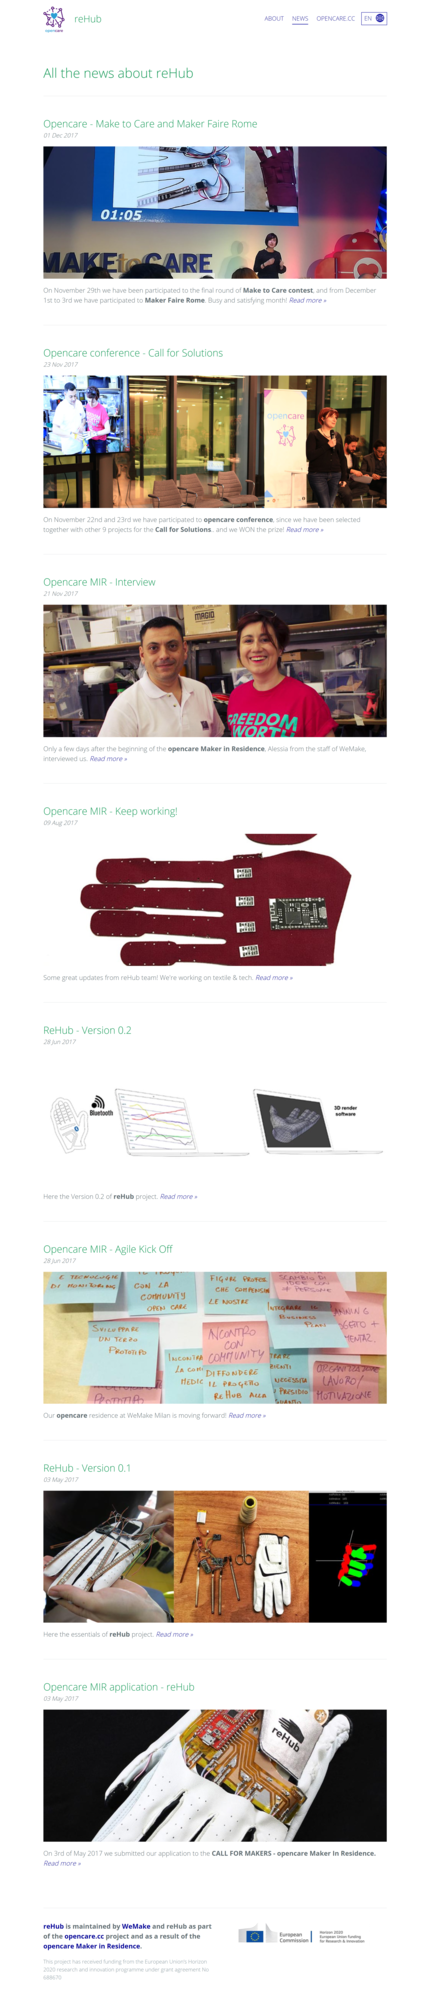 opencare
reHub
ABOUT NEWS OPENCARE.CC EN
All the news about reHub
Opencare - Make to Care and Maker Faire Rome
01 Dec 2017
01:05
MAKE to CARE
On November 29th we have been participated to the final round of Make to Care contest, and from December
1st to 3rd we have participated to Maker Faire Rome. Busy and satisfying month! Read more »
Opencare conference - Call for Solutions
23 Nov 2017
opencare
On November 22nd and 23rd we have participated to opencare conference, since we have been selected
together with other 9 projects for the Call for Solutions.. and we WON the prize! Read more »
Opencare MIR - Interview
21 Nov 2017
MAGIO
FREEDOM
WORTH
Only a few days after the beginning of the opencare Maker in Residence, Alessia from the staff of WeMake,
interviewed us. Read more »
Opencare MIR - Keep working!
09 Aug 2017
Some great updates from reHub team! We're working on textile & tech. Read more »
ReHub - Version 0.2
28 Jun 2017
Bluetooth
3D render
software
Here the Version 0.2 of reHub project. Read more »
Opencare MIR - Agile Kick Off
28 Jun 2017
E TECNOLOGIE
DI MONITORING
CON LA
COMMUNITY
OPEN CARE
FIGURE PROFES
CHE COMPENSINO
LE NOSTRE
SCAMBIO DI
IDEE CON
BUSINESS
PLAN
SVILUPPARE
UN TERZO
PROTOTIPO
INCONTRO
CON
COMMUNITY
INCONTRA
LA COM
MEDIC
DIFFONDERE
IL PROGETTO
REHUB ALLA
ORGANIZZAZIONE
LAVORO/
MOTIVAZIONE
Our opencare residence at WeMake Milan is moving forward! Read more »
ReHub - Version 0.1
03 May 2017
Here the essentials of reHub project. Read more »
Opencare MIR application - reHub
03 May 2017
reHub
On 3rd of May 2017 we submitted our application to the CALL FOR MAKERS - opencare Maker In Residence.
Read more »
reHub is maintained by WeMake and reHub as part
of the opencare.cc project and as a result of the
opencare Maker in Residence.
This project has received funding from the European Union's Horizon
2020 research and innovation programme under grant agreement No
688670
European
Commission
Horizon 2020
European Union funding
for Research & Innovation